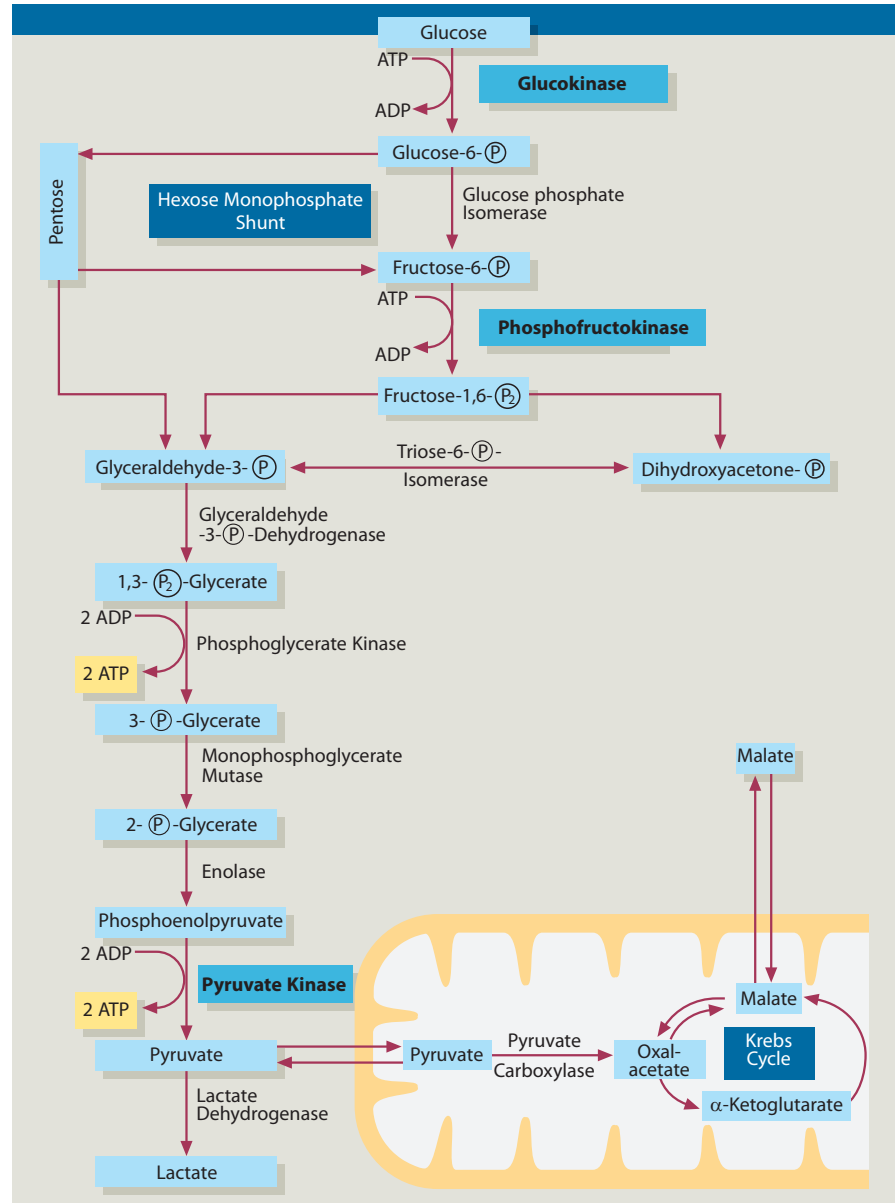 Glucose
ATP
Glucokinase
ADP
Glucose-6-Ⓟ
Pentose
Hexose Monophosphate
Shunt
Glucose phosphate
Isomerase
Fructose-6-Ⓟ
ATP
Phosphofructokinase
ADP
Fructose-1,6-P₂
Triose-6-Ⓟ-
Isomerase
Glyceraldehyde-3-Ⓟ
Dihydroxyacetone-Ⓟ
Glyceraldehyde
-3-Ⓟ-Dehydrogenase
1,3-P₂-Glycerate
2 ADP
Phosphoglycerate Kinase
2 ATP
3-Ⓟ-Glycerate
Monophosphoglycerate
Mutase
2-Ⓟ-Glycerate
Enolase
Phosphoenolpyruvate
2 ADP
Pyruvate Kinase
2 ATP
Pyruvate
Lactate
Dehydrogenase
Lactate
Pyruvate
Pyruvate
Carboxylase
Oxal-
acetate
Malate
Malate
Krebs
Cycle
α-Ketoglutarate